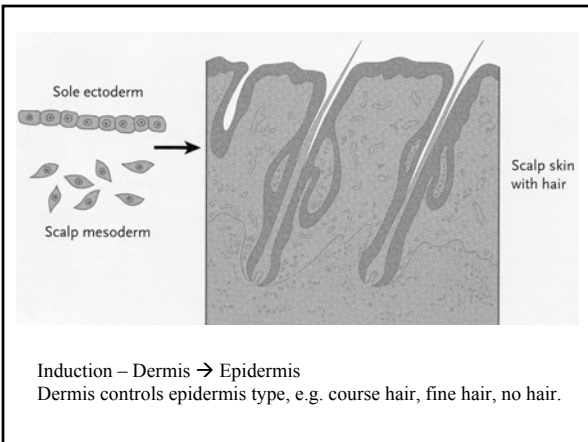 Sole ectoderm
Scalp mesoderm
Scalp skin
with hair
Induction – Dermis → Epidermis
Dermis controls epidermis type, e.g. course hair, fine hair, no hair.